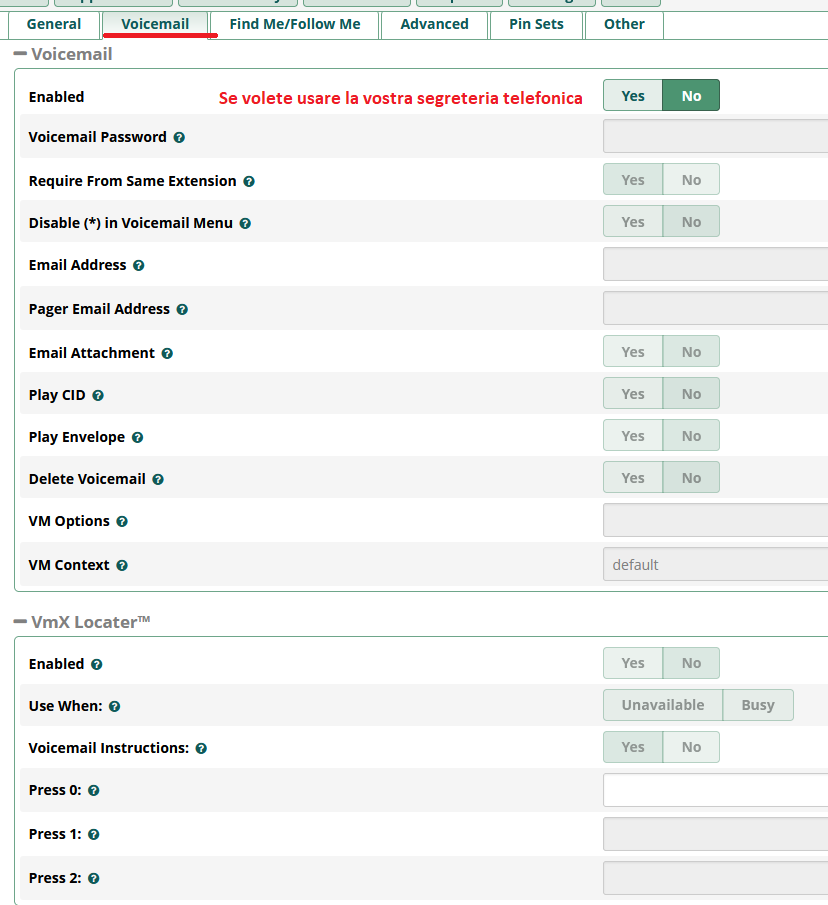 General Voicemail Find Me/Follow Me Advanced Pin Sets Other
Voicemail
Enabled Se volete usare la vostra segreteria telefonica Yes No
Voicemail Password
Require From Same Extension Yes No
Disable (*) in Voicemail Menu Yes No
Email Address
Pager Email Address
Email Attachment Yes No
Play CID Yes No
Play Envelope Yes No
Delete Voicemail Yes No
VM Options
VM Context default
VmX Locater™
Enabled Yes No
Use When: Unavailable Busy
Voicemail Instructions: Yes No
Press 0:
Press 1:
Press 2: